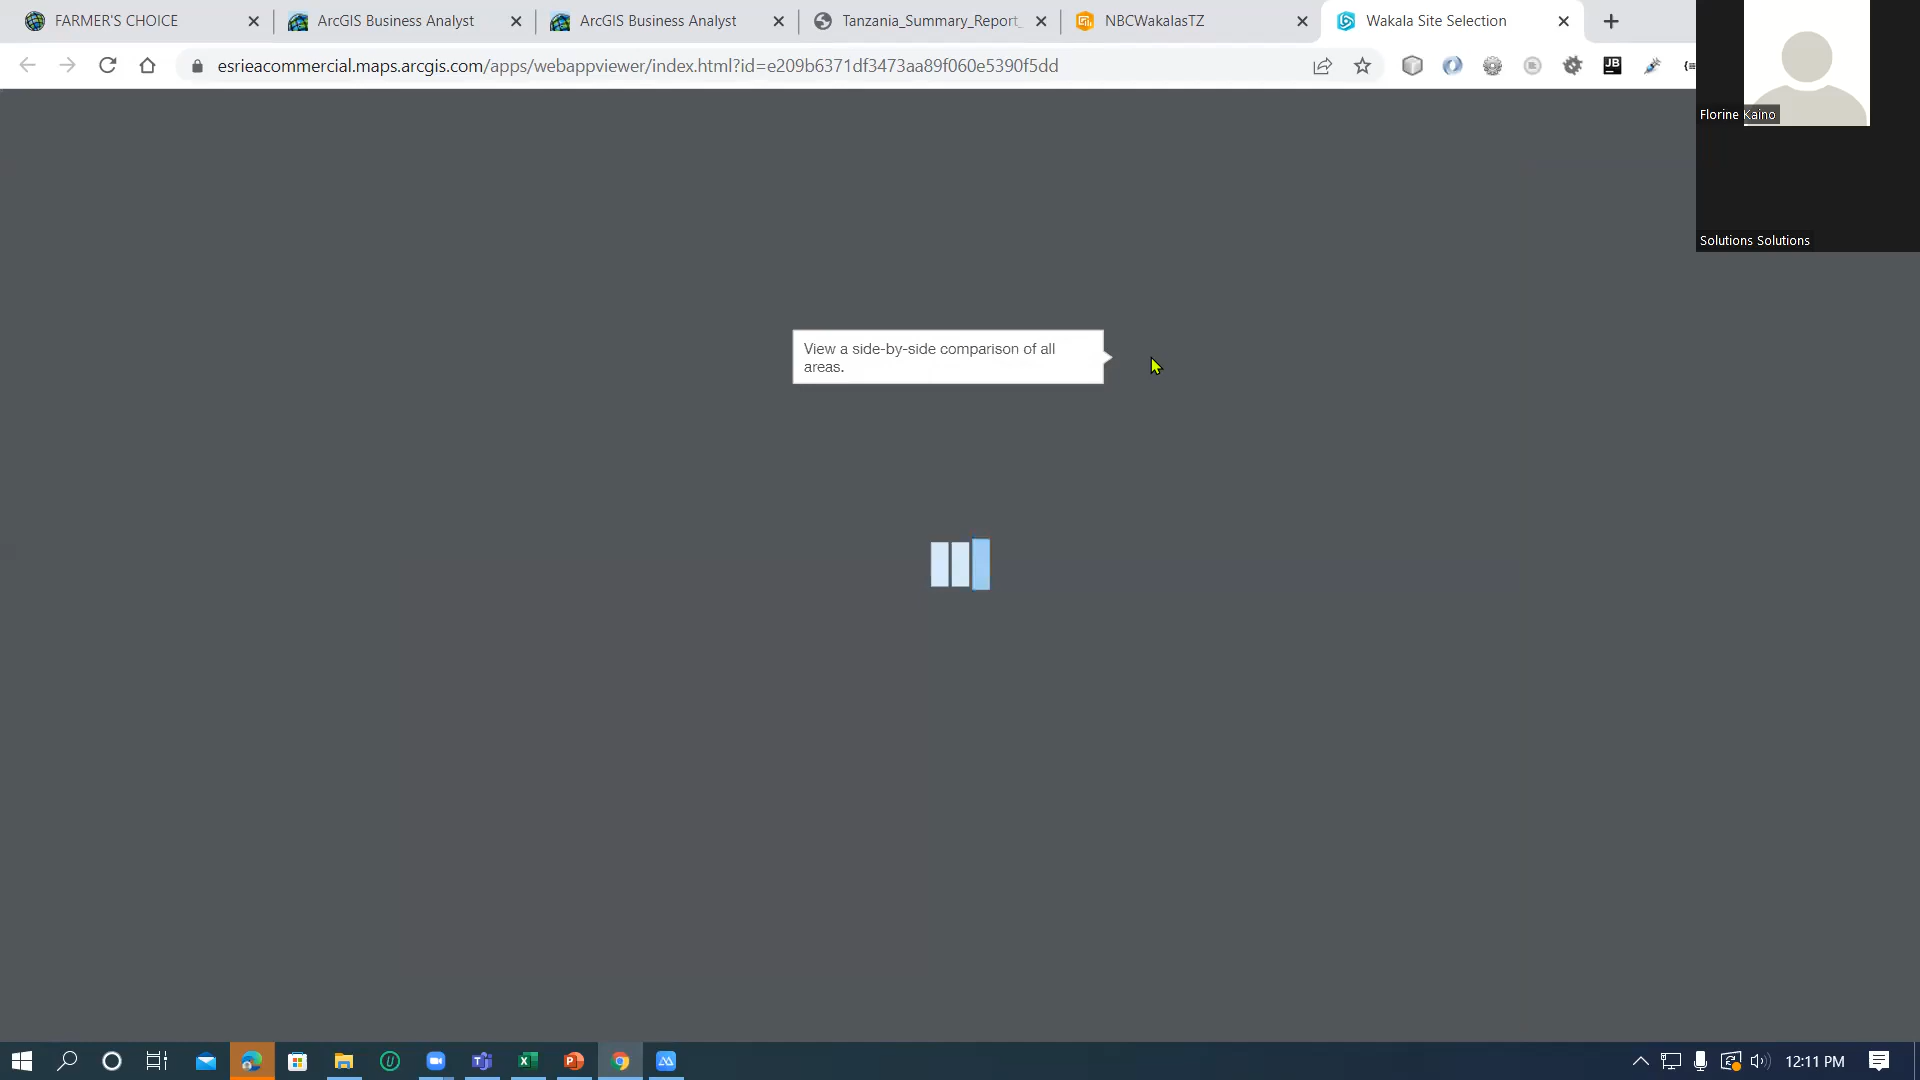 FARMER'S CHOICE
ArcGIS Business Analyst
ArcGIS Business Analyst
Tanzania_Summary_Report_
NBCWakalasTZ
Wakala Site Selection
esrieacommercial.maps.arcgis.com/apps/webappviewer/index.html?id=e209b6371df3473aa89f060e5390f5dd
JB
Florine Kaino
Solutions Solutions
View a side-by-side comparison of all
areas.
12:11 PM